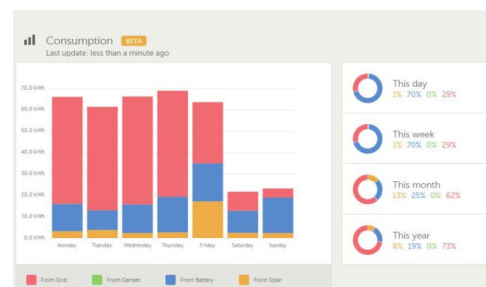 Consumption BETA
Last update: less than a minute ago
70.0 kWh
60.0 kWh
50.0 kWh
40.0 kWh
30.0 kWh
20.0 kWh
10.0 kWh
0.0 kWh
Monday Tuesday Wednesday Thursday Friday Saturday Sunday
From Grid From Genset From Battery From Solar
This day
1% 70% 0% 29%
This week
1% 70% 0% 29%
This month
13% 25% 0% 62%
This year
8% 19% 0% 73%